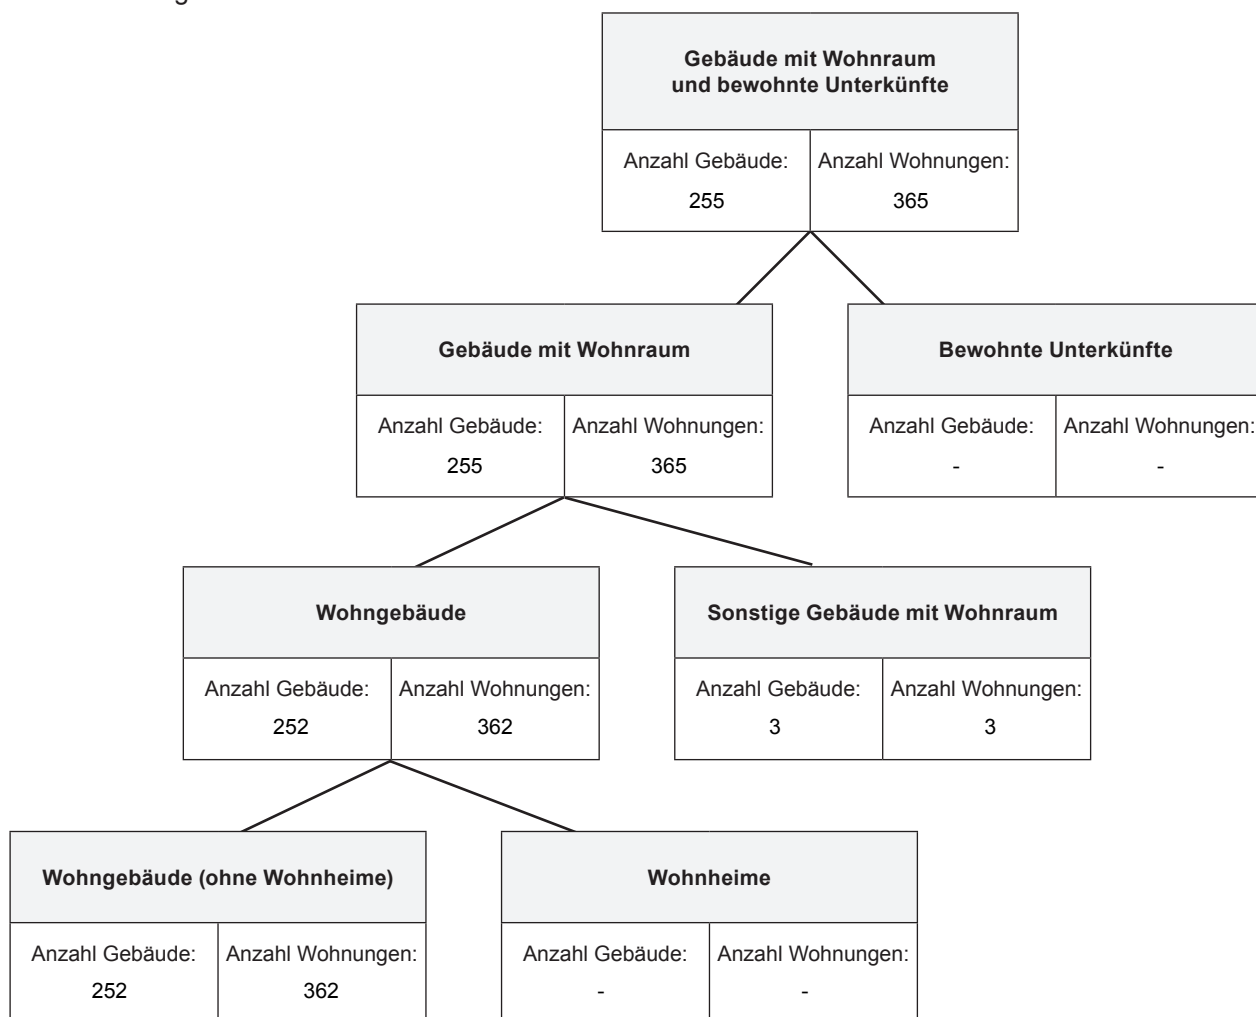 Gebäude mit Wohnraum
und bewohnte Unterkünfte
Anzahl Gebäude: Anzahl Wohnungen:
255 365
Gebäude mit Wohnraum
Anzahl Gebäude: Anzahl Wohnungen:
255 365
Bewohnte Unterkünfte
Anzahl Gebäude: Anzahl Wohnungen:
- -
Wohngebäude
Anzahl Gebäude: Anzahl Wohnungen:
252 362
Sonstige Gebäude mit Wohnraum
Anzahl Gebäude: Anzahl Wohnungen:
3 3
Wohngebäude (ohne Wohnheime)
Anzahl Gebäude: Anzahl Wohnungen:
252 362
Wohnheime
Anzahl Gebäude: Anzahl Wohnungen:
- -